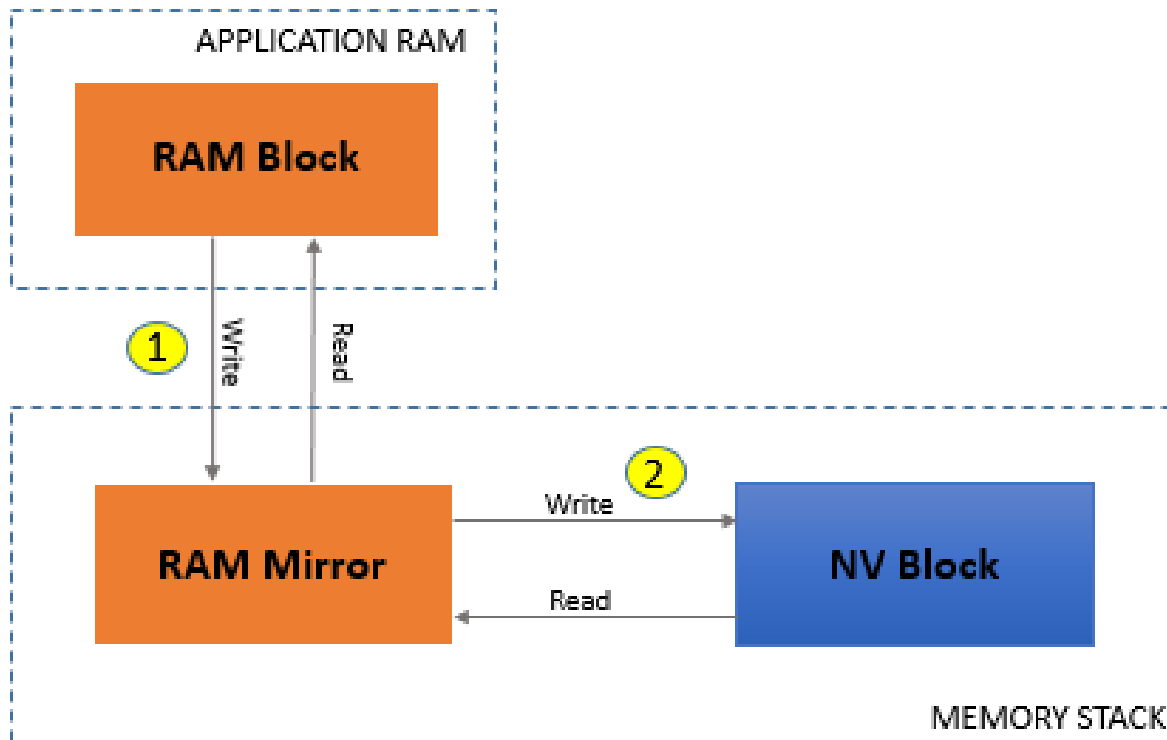 APPLICATION RAM
RAM Block
1
Write
Read
2
Write
RAM Mirror
NV Block
Read
MEMORY STACK